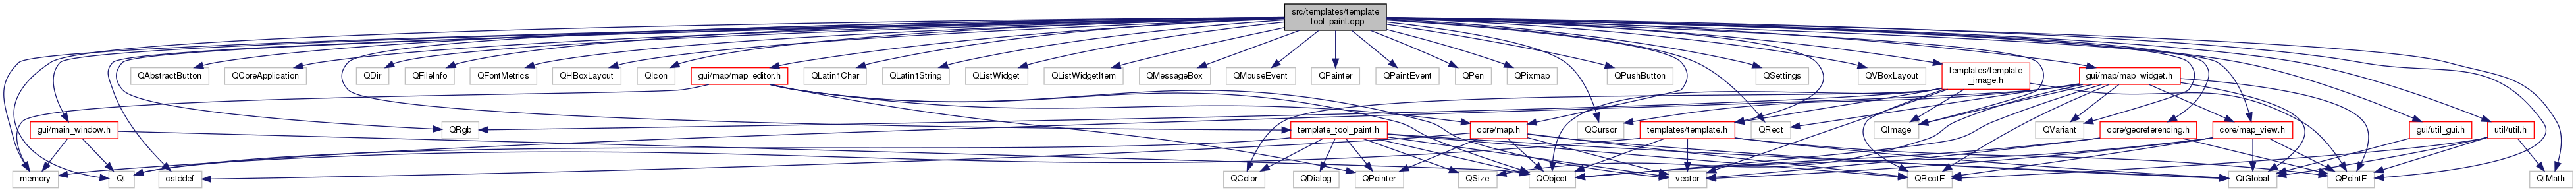 src/templates/template
_tool_paint.cpp
QAbstractButton
QCoreApplication
QDir
QFileInfo
QFontMetrics
QHBoxLayout
QIcon
gui/map/map_editor.h
QLatin1Char
QLatin1String
QListWidget
QListWidgetItem
QMessageBox
QMouseEvent
QPainter
QPaintEvent
QPen
QPixmap
QPushButton
QSettings
QVBoxLayout
templates/template
_image.h
gui/map/map_widget.h
gui/main_window.h
QRgb
template_tool_paint.h
core/map.h
QCursor
templates/template.h
QRect
QImage
QVariant
core/georeferencing.h
core/map_view.h
gui/util_gui.h
util/util.h
memory
Qt
cstddef
QColor
QDialog
QPointer
QSize
QObject
vector
QRectF
QtGlobal
QPointF
QtMath